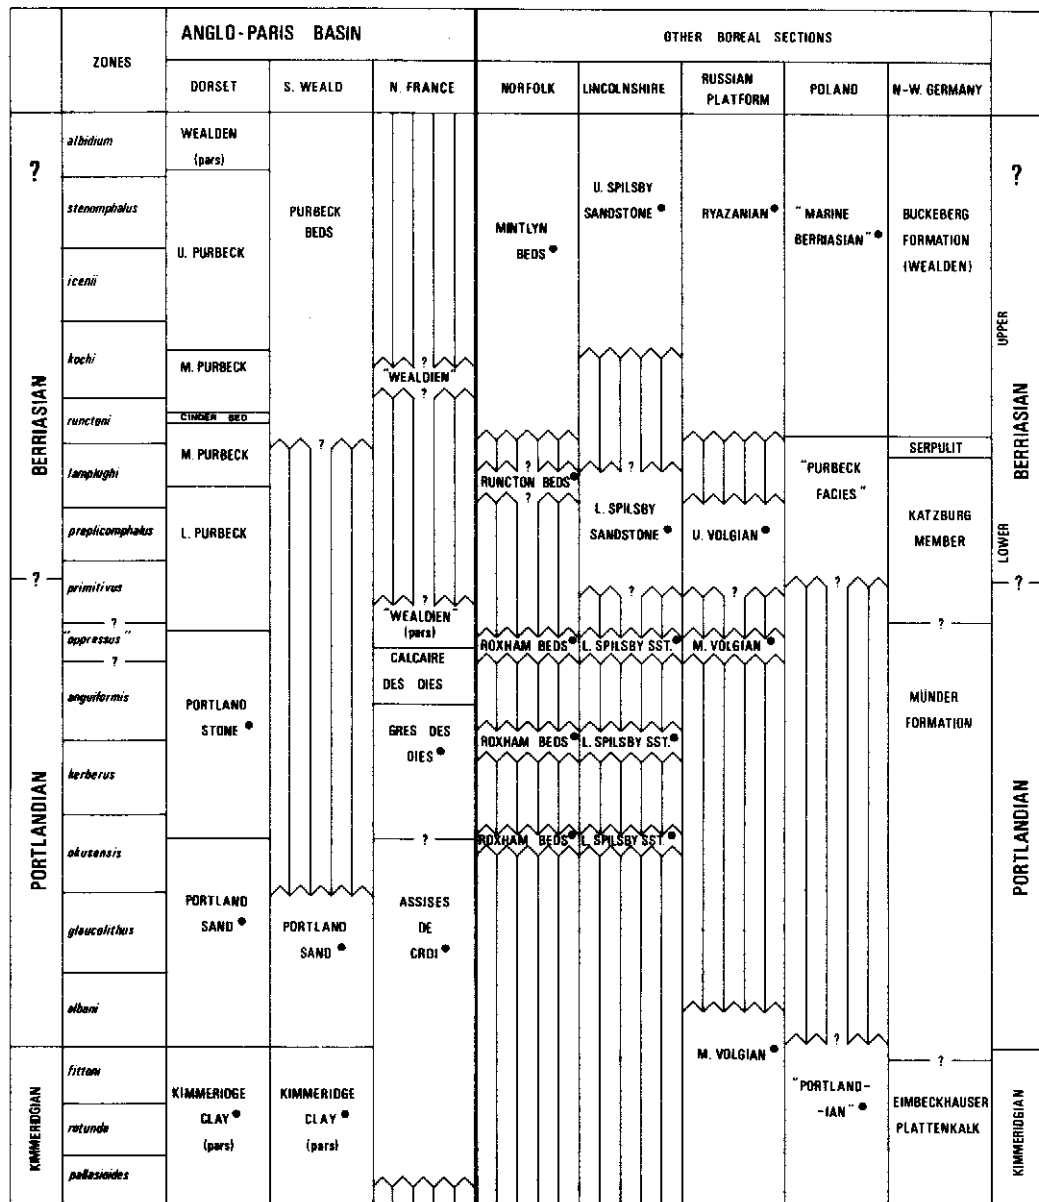 ANGLO-PARIS BASIN
OTHER BOREAL SECTIONS
ZONES
DORSET
S. WEALD
N. FRANCE
NORFOLK
LINCOLNSHIRE
RUSSIAN
PLATFORM
POLAND
N-W. GERMANY
?
BERRIASIAN
?
PORTLANDIAN
KIMMERIDGIAN
albidium
stenomphalus
icenii
kochi
runctoni
lamplughi
preplicomphalus
primitivus
?
"oppressus"
?
anguiformis
kerberus
okusensis
glaucolithus
albani
fittoni
rotunda
pallasioides
WEALDEN
(pars)
U. PURBECK
M. PURBECK
CINDER BED
M. PURBECK
L. PURBECK
PORTLAND
STONE
PORTLAND
SAND
KIMMERIDGE
CLAY
(pars)
PURBECK
BEDS
?
PORTLAND
SAND
KIMMERIDGE
CLAY
(pars)
?
"WEALDIEN"
?
?
"WEALDIEN"
(pars)
CALCAIRE
DES OIES
GRES DES
OIES
?
ASSISES
DE
CROI
MINTLYN
BEDS
?
RUNCTON BEDS
?
ROXHAM BEDS
ROXHAM BEDS
ROXHAM BEDS
U. SPILSBY
SANDSTONE
?
L. SPILSBY
SANDSTONE
?
L. SPILSBY SST.
L. SPILSBY SST.
L. SPILSBY SST.
RYAZANIAN
U. VOLGIAN
?
M. VOLGIAN
M. VOLGIAN
"MARINE
BERRIASIAN"
"PURBECK
FACIES"
?
?
"PORTLAND-
-IAN"
BUCKEBERG
FORMATION
(WEALDEN)
SERPULIT
KATZBURG
MEMBER
?
MÜNDER
FORMATION
?
EIMBECKHAUSER
PLATTENKALK
?
UPPER
BERRIASIAN
LOWER
?
PORTLANDIAN
KIMMERIDGIAN